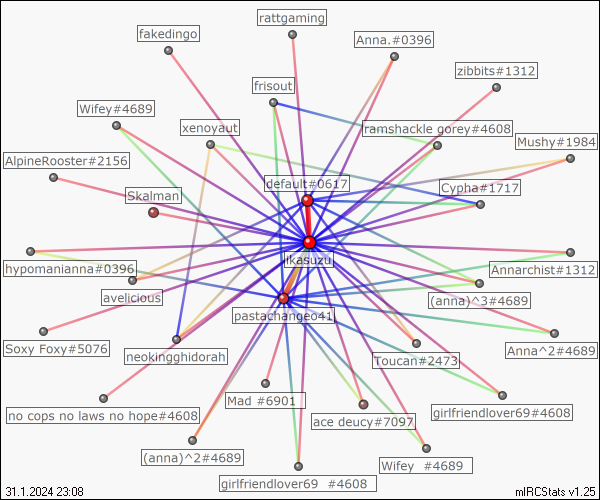 rattgaming
fakedingo
Anna.#0396
zibbits#1312
frisout
Wifey#4689
xenoyaut
ramshackle gorey#4608
Mushy#1984
AlpineRooster#2156
default#0617
Cypha#1717
Skalman
ikasuzu
hypomanianna#0396
Annarchist#1312
avelicious
(anna)^3#4689
pastachangeo41
Soxy Foxy#5076
neokingghidorah
Toucan#2473
Anna^2#4689
no cops no laws no hope#4608
Mad #6901
ace deucy#7097
girlfriendlover69#4608
(anna)^2#4689
Wifey #4689
girlfriendlover69 #4608
31.1.2024 23:08
mIRCStats v1.25